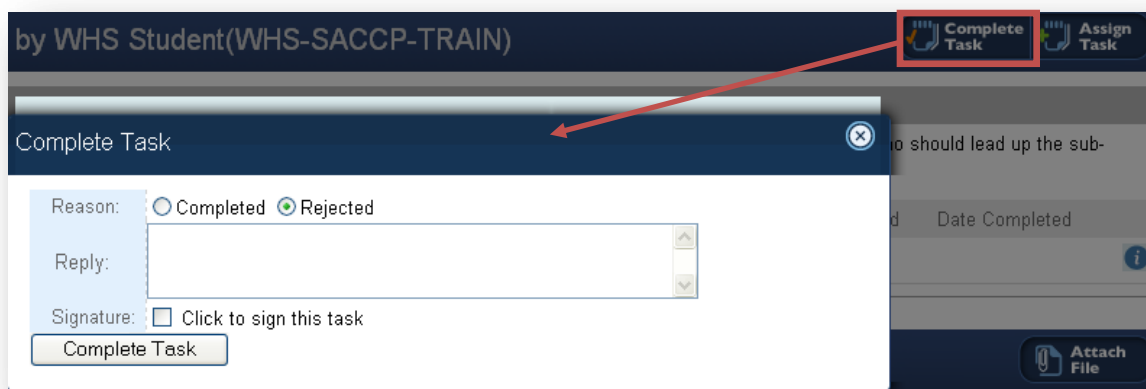 by WHS Student(WHS-SACCP-TRAIN)
Complete Task
Assign Task
Complete Task
o should lead up the sub-
Reason: Completed Rejected
d Date Completed
Reply:
Signature: Click to sign this task
Complete Task
Attach File